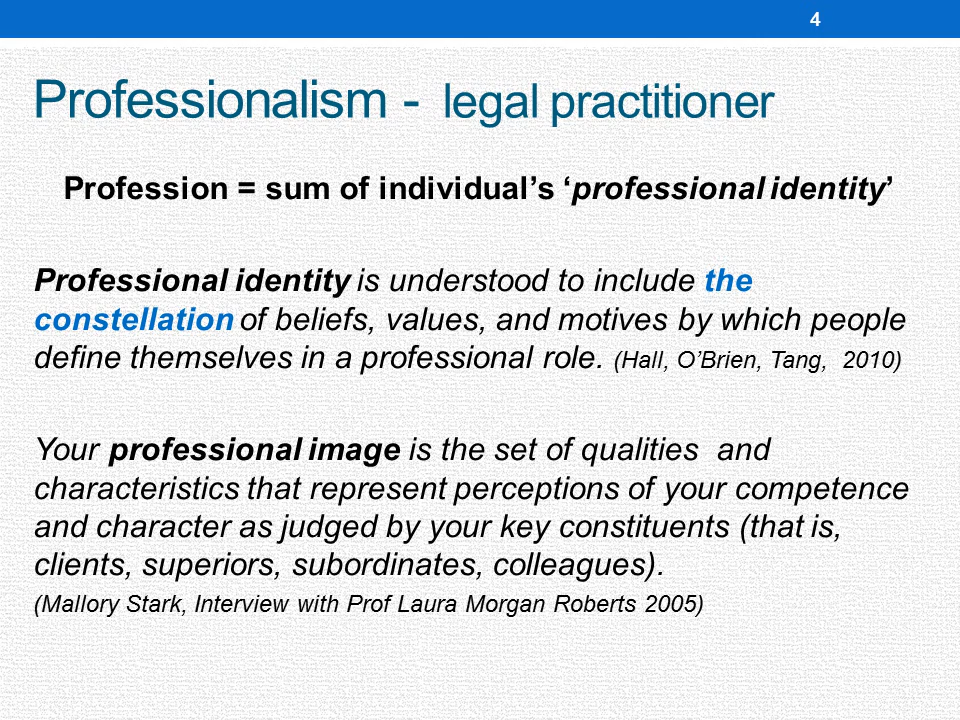 4
Professionalism - legal practitioner
Profession = sum of individual’s ‘professional identity’
Professional identity is understood to include the
constellation of beliefs, values, and motives by which people
define themselves in a professional role. (Hall, O’Brien, Tang, 2010)
Your professional image is the set of qualities and
characteristics that represent perceptions of your competence
and character as judged by your key constituents (that is,
clients, superiors, subordinates, colleagues).
(Mallory Stark, Interview with Prof Laura Morgan Roberts 2005)